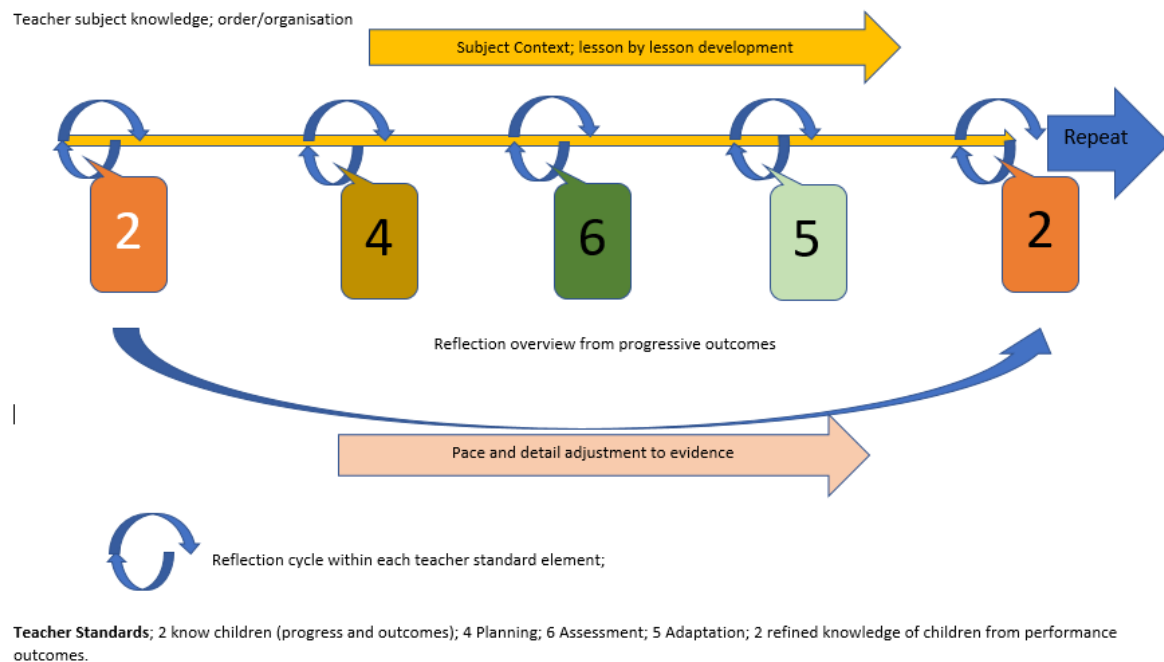 Teacher subject knowledge; order/organisation
Subject Context; lesson by lesson development
Repeat
2
4
6
5
2
Reflection overview from progressive outcomes
Pace and detail adjustment to evidence
Reflection cycle within each teacher standard element;
Teacher Standards; 2 know children (progress and outcomes); 4 Planning; 6 Assessment; 5 Adaptation; 2 refined knowledge of children from performance
outcomes.